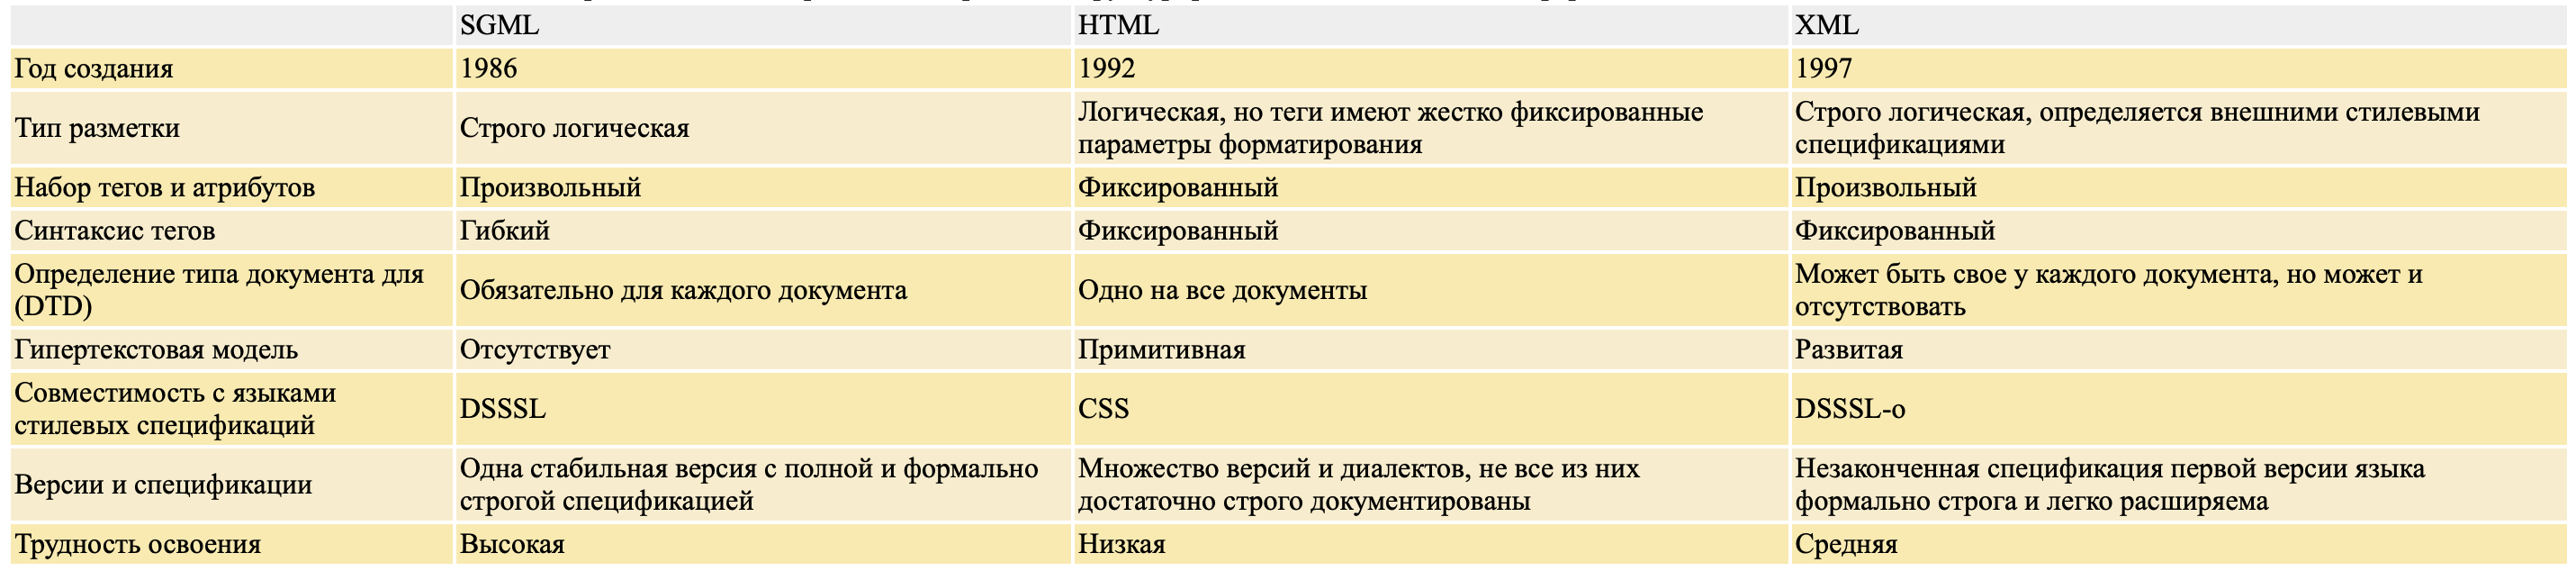 SGML HTML XML
Год создания 1986 1992 1997
Тип разметки Строго логическая Логическая, но теги имеют жестко фиксированные параметры форматирования Строго логическая, определяется внешними стилевыми спецификациями
Набор тегов и атрибутов Произвольный Фиксированный Произвольный
Синтаксис тегов Гибкий Фиксированный Фиксированный
Определение типа документа для (DTD) Обязательно для каждого документа Одно на все документы Может быть свое у каждого документа, но может и отсутствовать
Гипертекстовая модель Отсутствует Примитивная Развитая
Совместимость с языками стилевых спецификаций DSSSL CSS DSSSL-o
Версии и спецификации Одна стабильная версия с полной и формально строгой спецификацией Множество версий и диалектов, не все из них достаточно строго документированы Незаконченная спецификация первой версии языка формально строга и легко расширяема
Трудность освоения Высокая Низкая Средняя